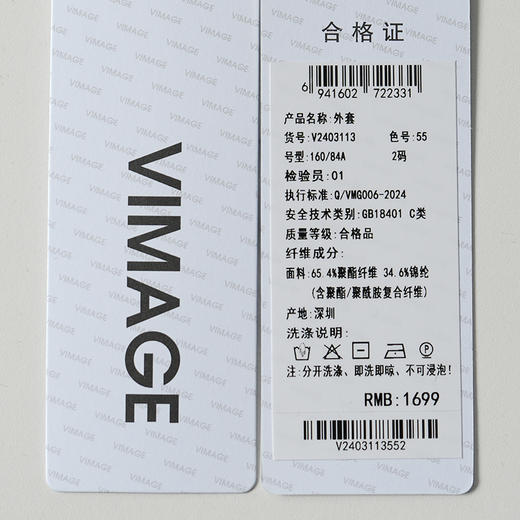 VIMAGE
合格证
6 941602 722331
产品名称:外套
货号:V2403113 色号:55
号型:160/84A 2码
检验员:01
执行标准:Q/VMG006-2024
安全技术类别:GB18401 C类
质量等级:合格品
纤维成分:
面料:65.4%聚酯纤维 34.6%锦纶
(含聚酯/聚酰胺复合纤维)
产地:深圳
洗涤说明:
注:分开洗涤、即洗即晾、不可浸泡!
RMB:1699
V2403113552